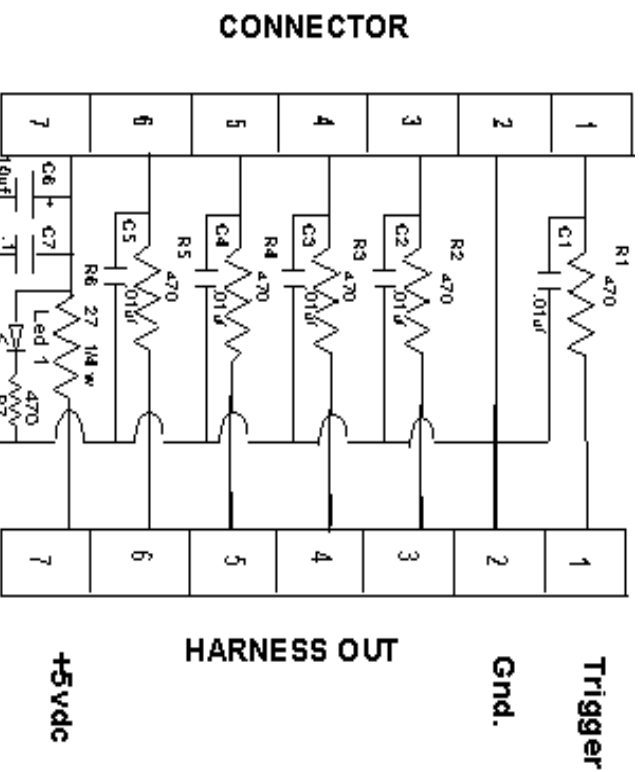 CONNECTOR
7 6 5 4 3 2 1
C6
10uf
+
C7
.1
R6
27 1/4 w
Led 1
470
R7
C5
.01uf
470
R5
C4
.01uf
470
R4
C3
.01uf
470
R3
C2
.01uf
470
R2
C1
.01uf
470
R1
7 6 5 4 3 2 1
HARNESS OUT
+5vdc
Gnd.
Trigger